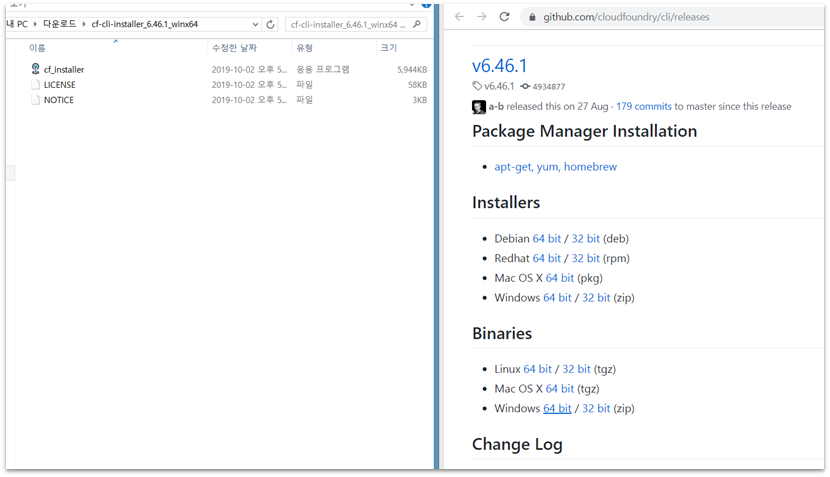 내 PC > 다운로드 > cf-cli-installer_6.46.1_winx64
cf-cli-installer_6.46.1_winx64 ...
이름 수정한 날짜 유형 크기
cf_installer 2019-10-02 오후 5... 응용 프로그램 5,944KB
LICENSE 2019-10-02 오후 5... 파일 58KB
NOTICE 2019-10-02 오후 5... 파일 3KB
github.com/cloudfoundry/cli/releases
v6.46.1
v6.46.1 4934877
a-b released this on 27 Aug · 179 commits to master since this release
Package Manager Installation
• apt-get, yum, homebrew
Installers
• Debian 64 bit / 32 bit (deb)
• Redhat 64 bit / 32 bit (rpm)
• Mac OS X 64 bit (pkg)
• Windows 64 bit / 32 bit (zip)
Binaries
• Linux 64 bit / 32 bit (tgz)
• Mac OS X 64 bit (tgz)
• Windows 64 bit / 32 bit (zip)
Change Log